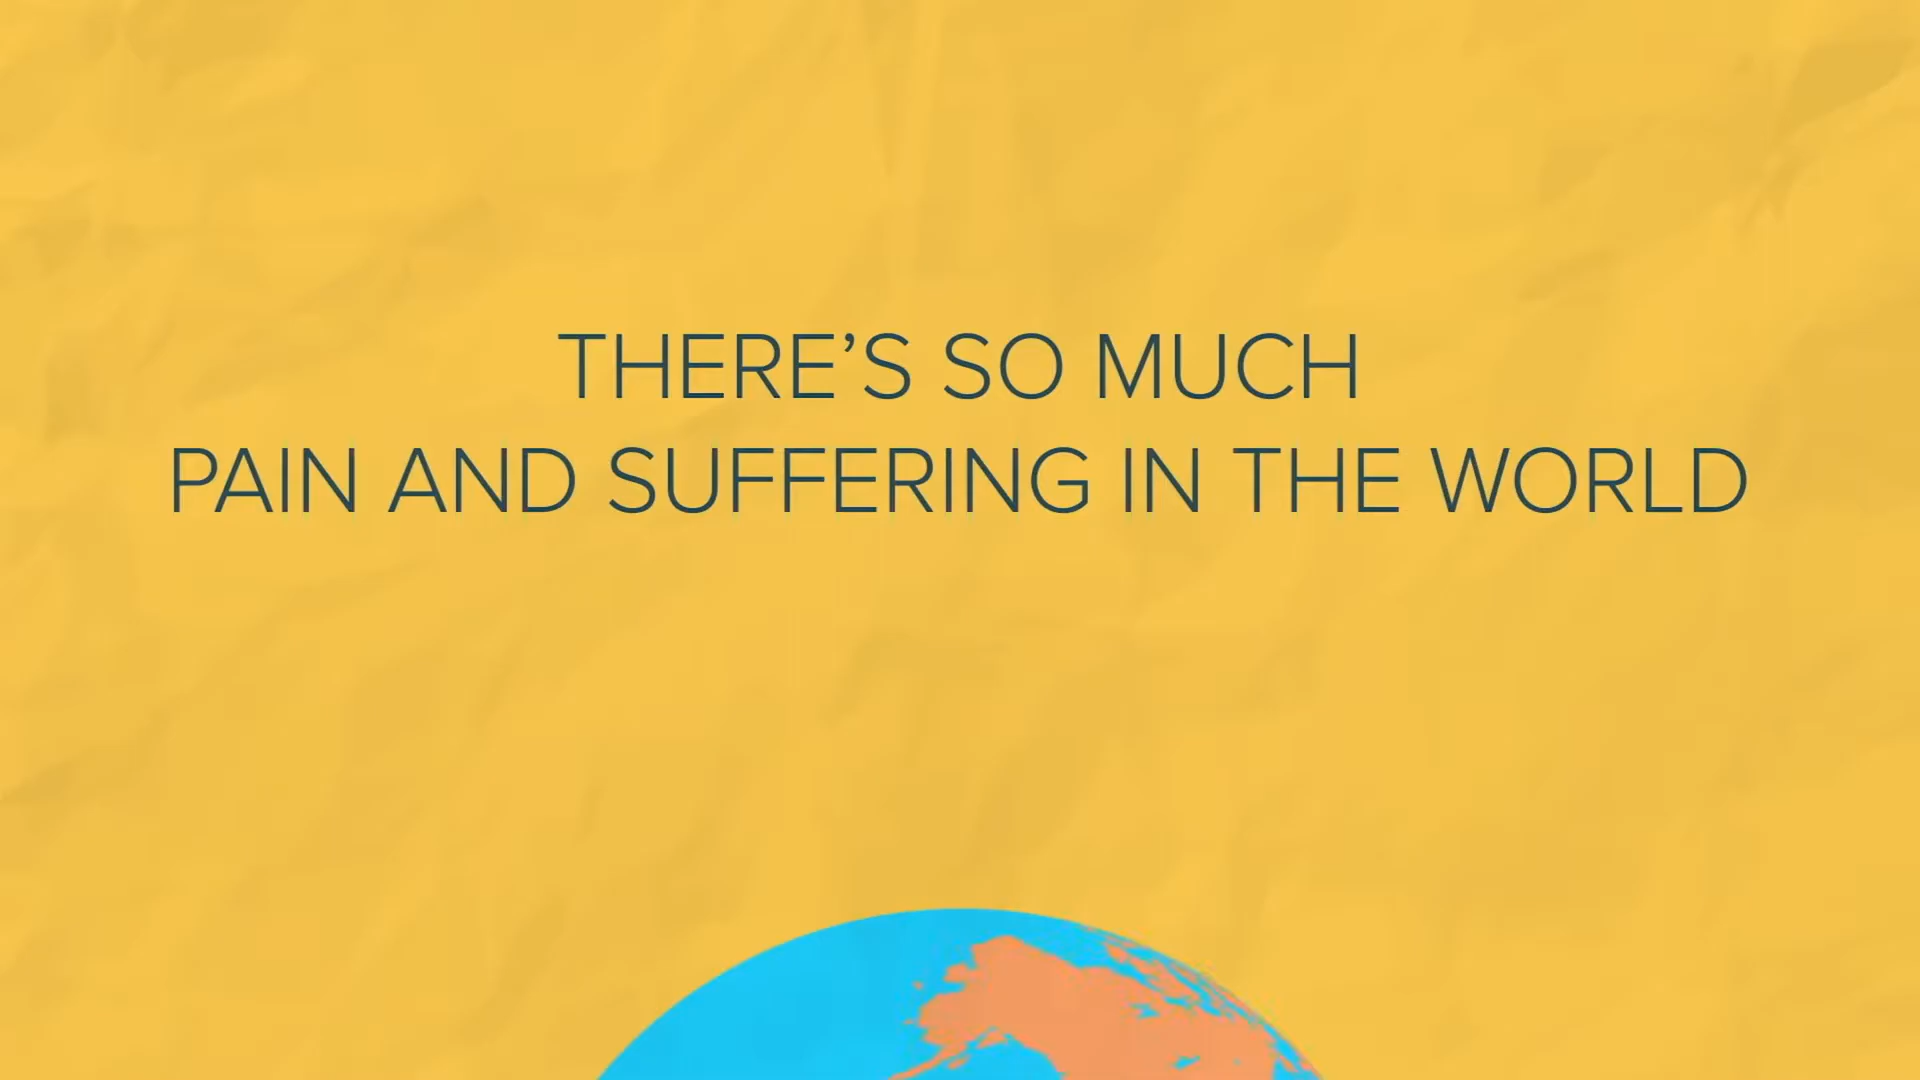 THERE’S SO MUCH
PAIN AND SUFFERING IN THE WORLD